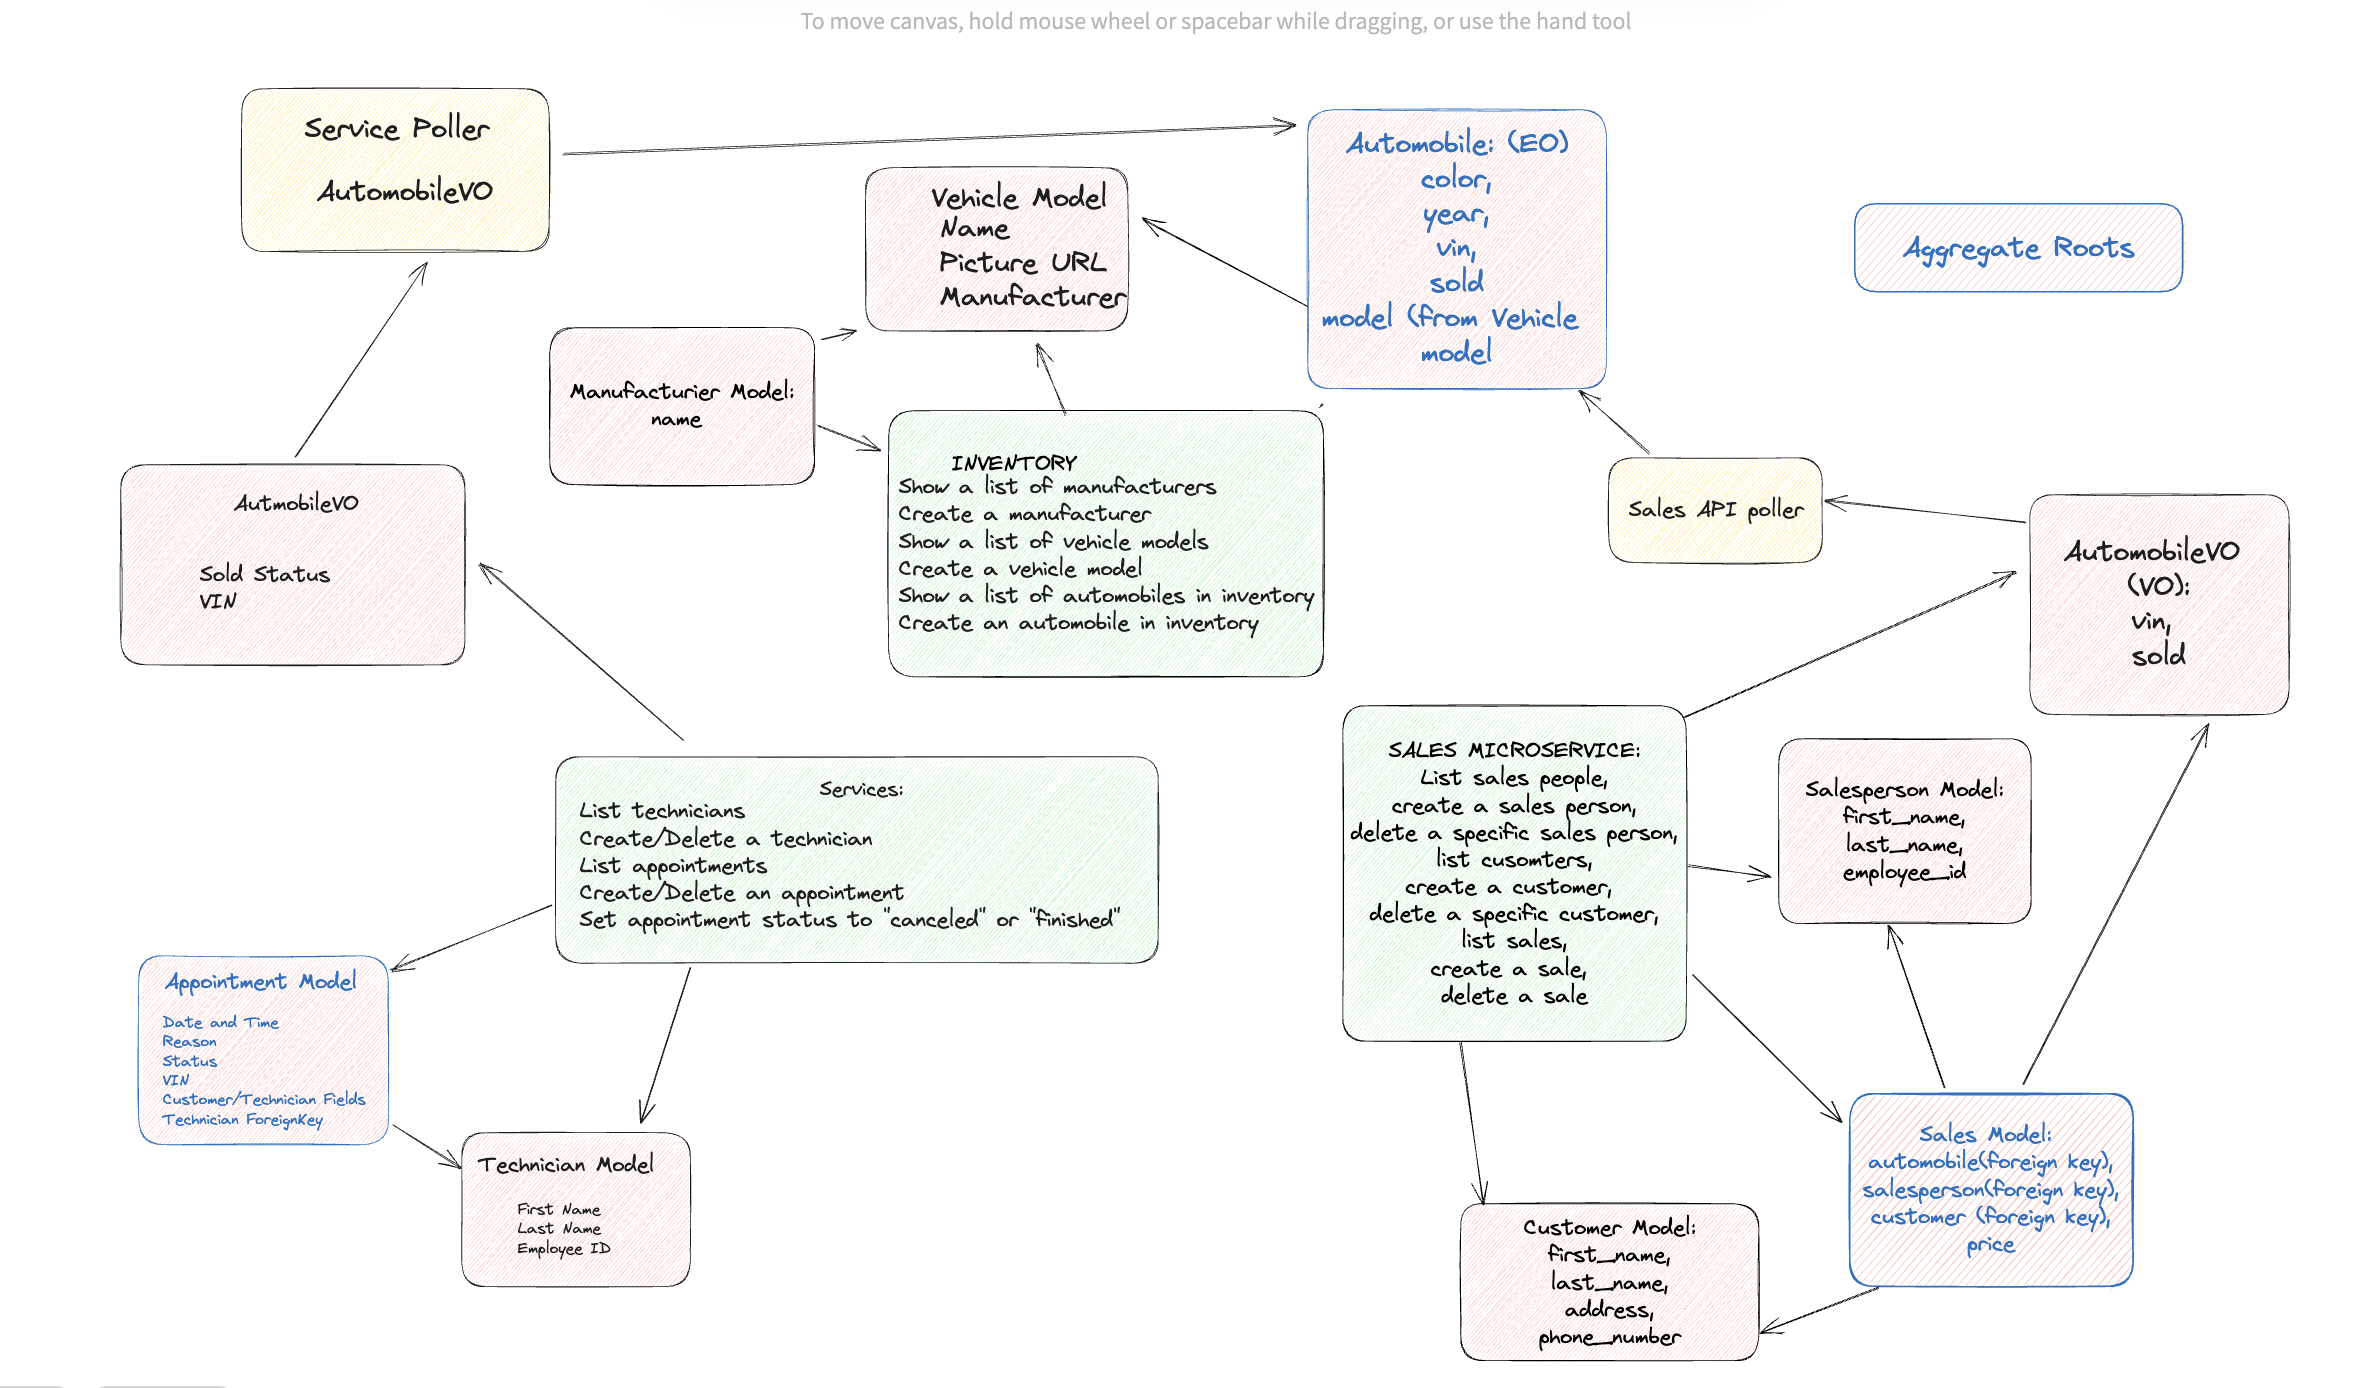 To move canvas, hold mouse wheel or spacebar while dragging, or use the hand tool
Service Poller
AutomobileVO
Vehicle Model
Name
Picture URL
Manufacturer
Automobile: (EO)
color,
year,
vin,
sold
model (from Vehicle
model
Aggregate Roots
Manufacturier Model:
name
AutmobileVO
Sold Status
VIN
INVENTORY
Show a list of manufacturers
Create a manufacturer
Show a list of vehicle models
Create a vehicle model
Show a list of automobiles in inventory
Create an automobile in inventory
Sales API poller
AutomobileVO
(VO):
vin,
sold
Services:
List technicians
Create/Delete a technician
List appointments
Create/Delete an appointment
Set appointment status to "canceled" or "finished"
SALES MICROSERVICE:
List sales people,
create a sales person,
delete a specific sales person,
list cusomters,
create a customer,
delete a specific customer,
list sales,
create a sale,
delete a sale
Salesperson Model:
first_name,
last_name,
employee_id
Appointment Model
Date and Time
Reason
Status
VIN
Customer/Technician Fields
Technician ForeignKey
Technician Model
First Name
Last Name
Employee ID
Sales Model:
automobile(foreign key),
salesperson(foreign key),
customer (foreign key),
price
Customer Model:
first_name,
last_name,
address,
phone_number